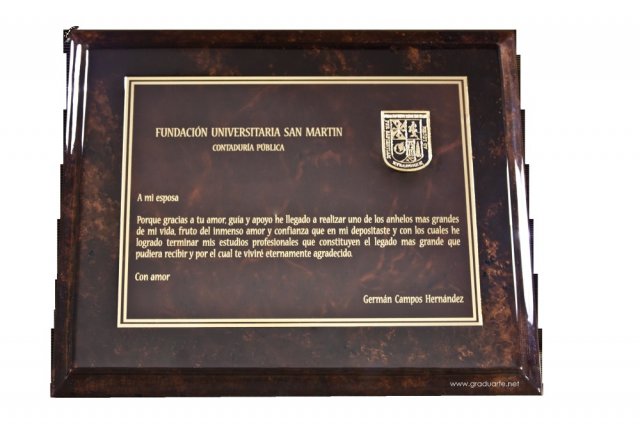 FUNDACIÓN UNIVERSITARIA SAN MARTIN
CONTADURÍA PÚBLICA
A mi esposa
Porque gracias a tu amor, guía y apoyo he llegado a realizar uno de los anhelos mas grandes
de mi vida, fruto del inmenso amor y confianza que en mi depositaste y con los cuales he
logrado terminar mis estudios profesionales que constituyen el legado mas grande que
pudiera recibir y por el cual te viviré eternamente agradecido.
Con amor
Germán Campos Hernández
www.graduarte.net